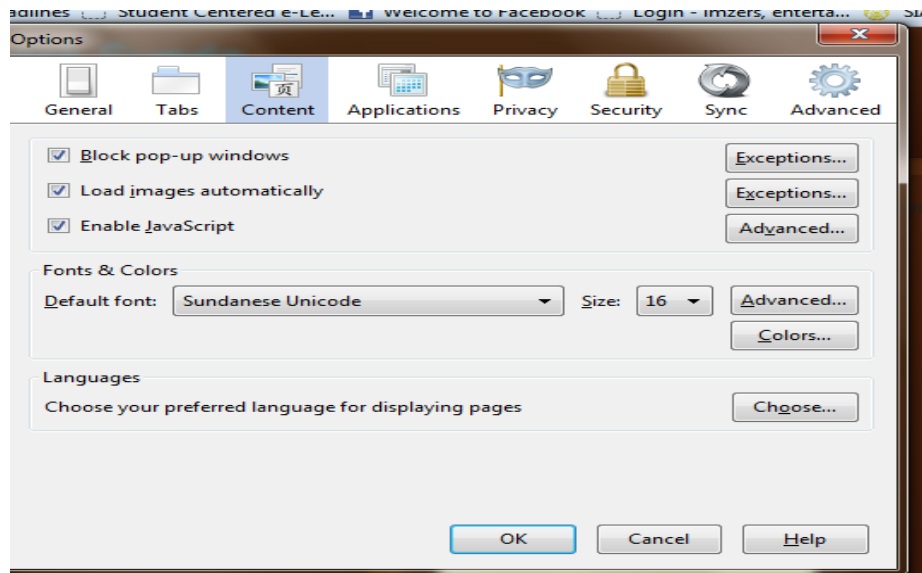 adlines Student Centered e-Le... Welcome to Facebook Login - Imzers, enterta...
Options
General Tabs Content Applications Privacy Security Sync Advanced
Block pop-up windows Exceptions...
Load images automatically Exceptions...
Enable JavaScript Advanced...
Fonts & Colors
Default font: Sundanese Unicode Size: 16 Advanced...
Colors...
Languages
Choose your preferred language for displaying pages Choose...
OK Cancel Help